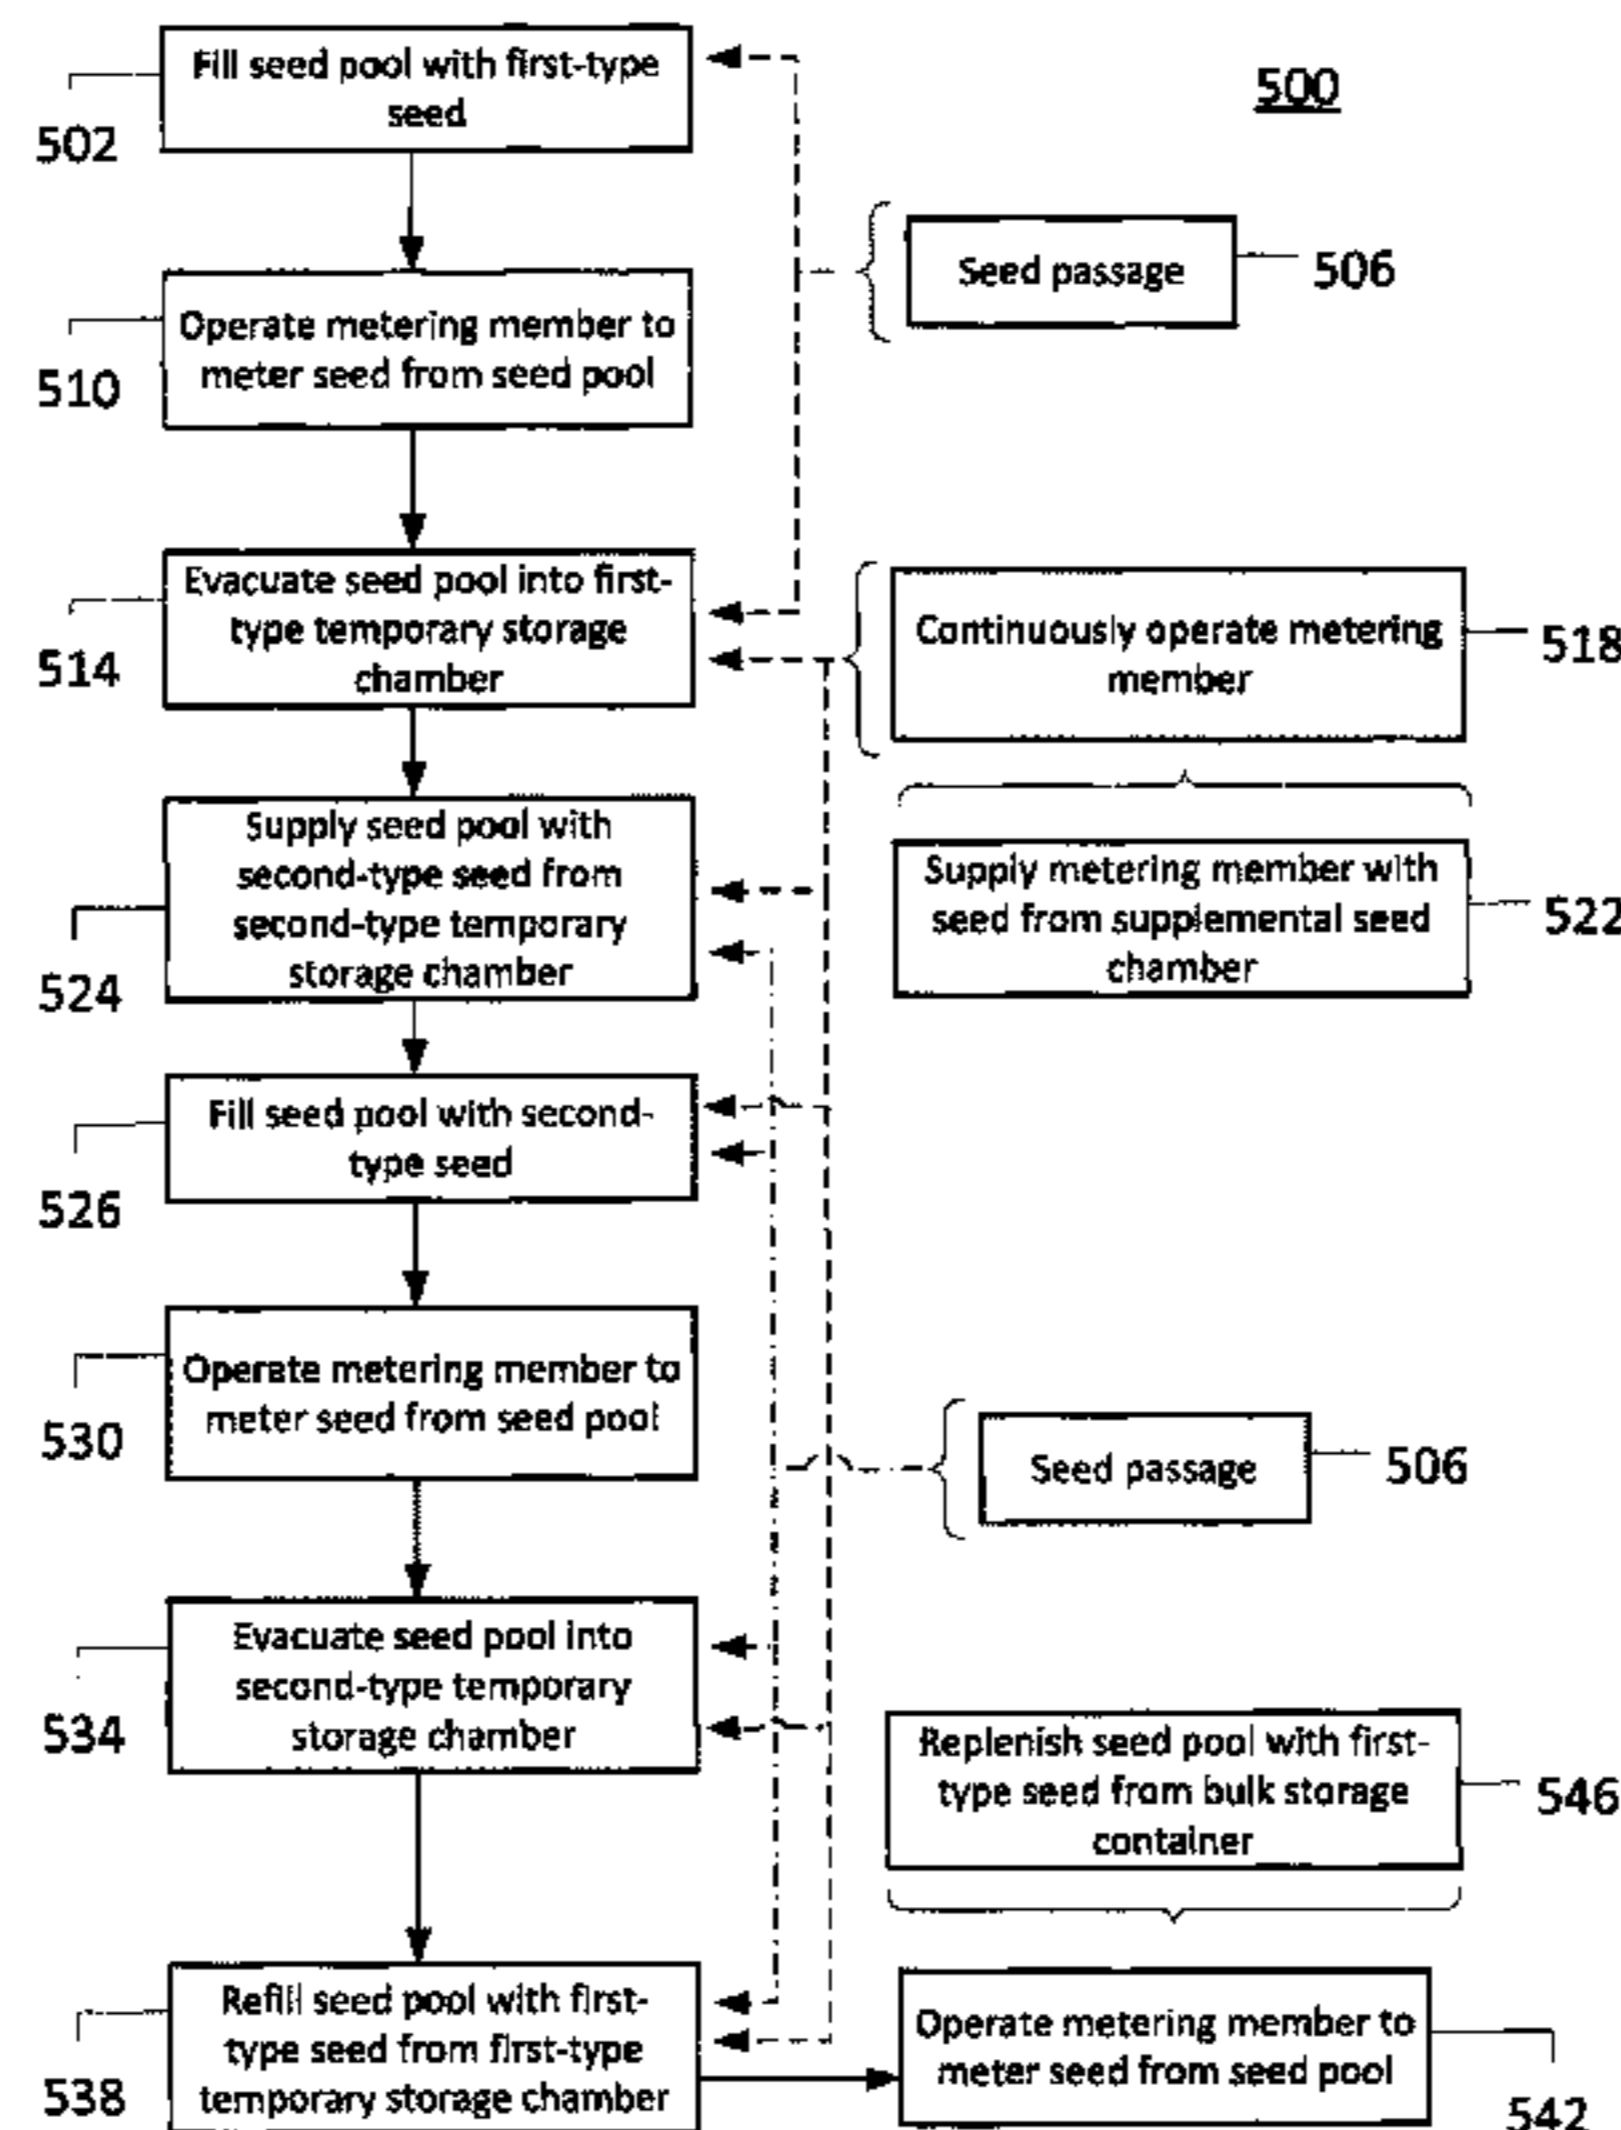 Fill seed pool with first-type
seed
502
500
Seed passage
506
Operate metering member to
meter seed from seed pool
510
Evacuate seed pool into first-
type temporary storage
chamber
514
Continuously operate metering
member
518
Supply metering member with
seed from supplemental seed
chamber
522
Supply seed pool with
second-type seed from
second-type temporary
storage chamber
524
Fill seed pool with second-
type seed
526
Operate metering member to
meter seed from seed pool
530
Seed passage
506
Evacuate seed pool into
second-type temporary
storage chamber
534
Replenish seed pool with first-
type seed from bulk storage
container
546
Refill seed pool with first-
type seed from first-type
temporary storage chamber
538
Operate metering member to
meter seed from seed pool
542